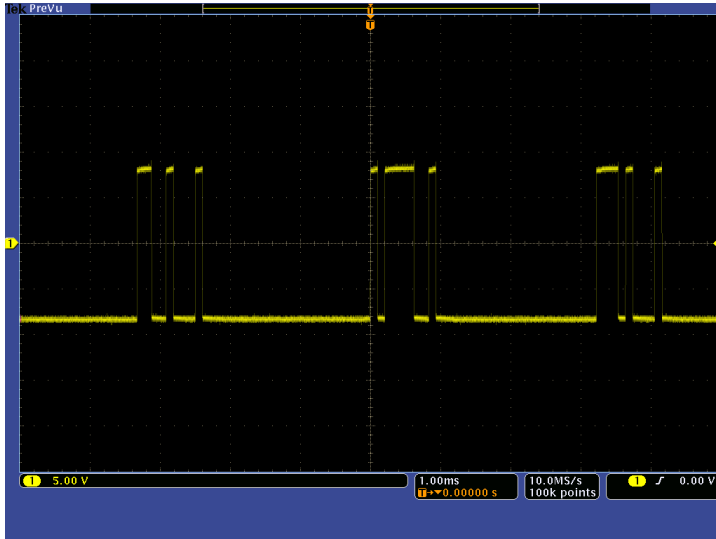 Tek PreVu
T
T
1
1 5.00 V
1.00ms
T→▼0.00000 s
10.0MS/s
100k points
1 ƒ 0.00 V